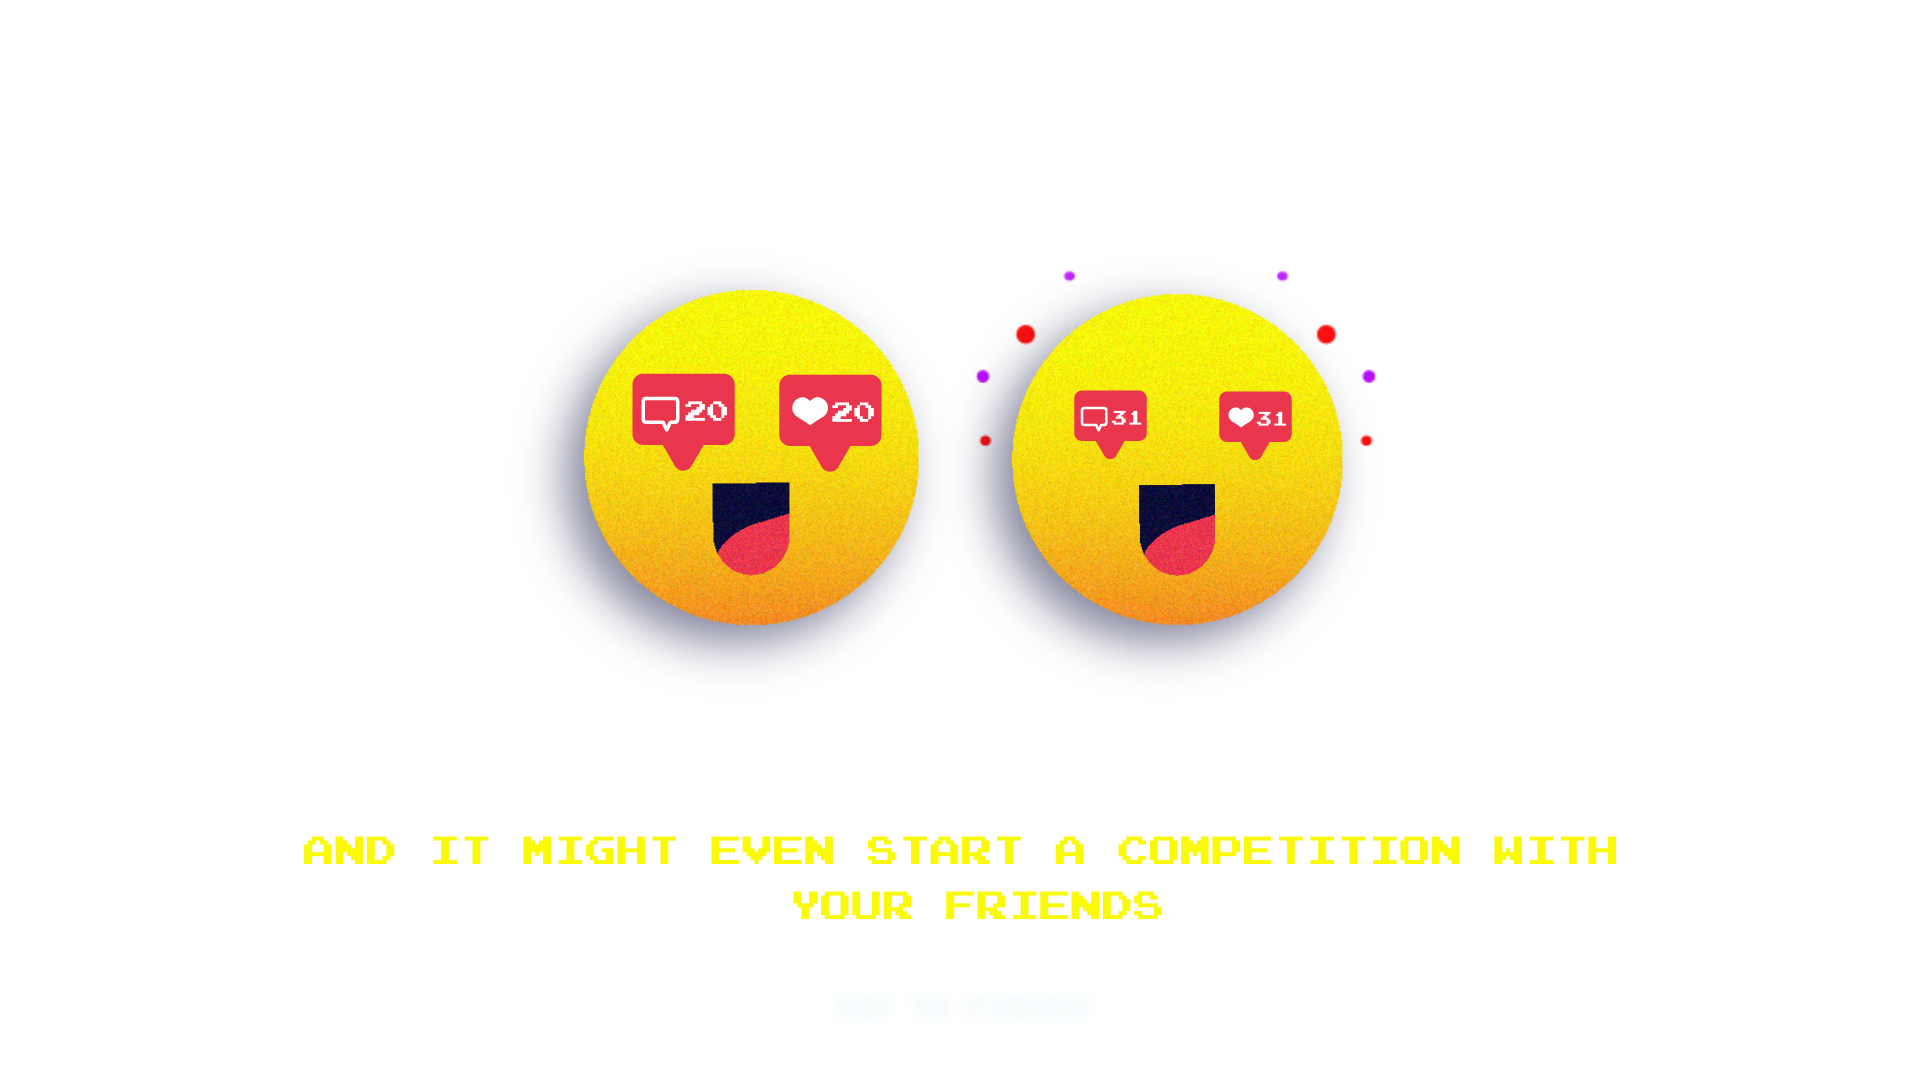 20 20 31 31
AND IT MIGHT EVEN START A COMPETITION WITH
YOUR FRIENDS